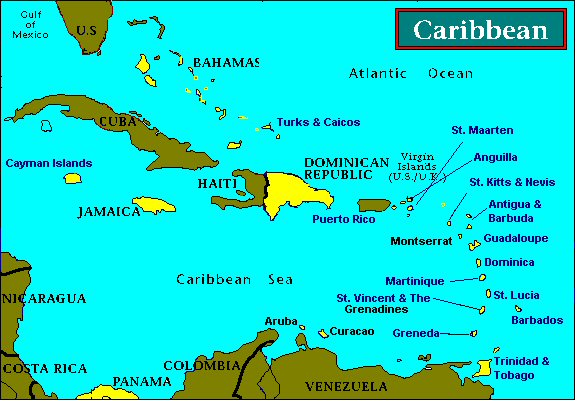 Gulf
of
Mexico
U.S
Caribbean
BAHAMAS
Atlantic Ocean
CUBA
Turks & Caicos
St. Maarten
Cayman Islands
DOMINICAN
REPUBLIC
Virgin
Islands
(U.S./U.K.)
Anguilla
HAITI
St. Kitts & Nevis
JAMAICA
Puerto Rico
Antigua &
Barbuda
Montserrat
Guadaloupe
Caribbean Sea
Dominica
Martinique
NICARAGUA
St. Vincent & The
Grenadines
St. Lucia
Barbados
Aruba
Curacao
Greneda
COSTA RICA
COLOMBIA
Trinidad &
Tobago
PANAMA
VENEZUELA